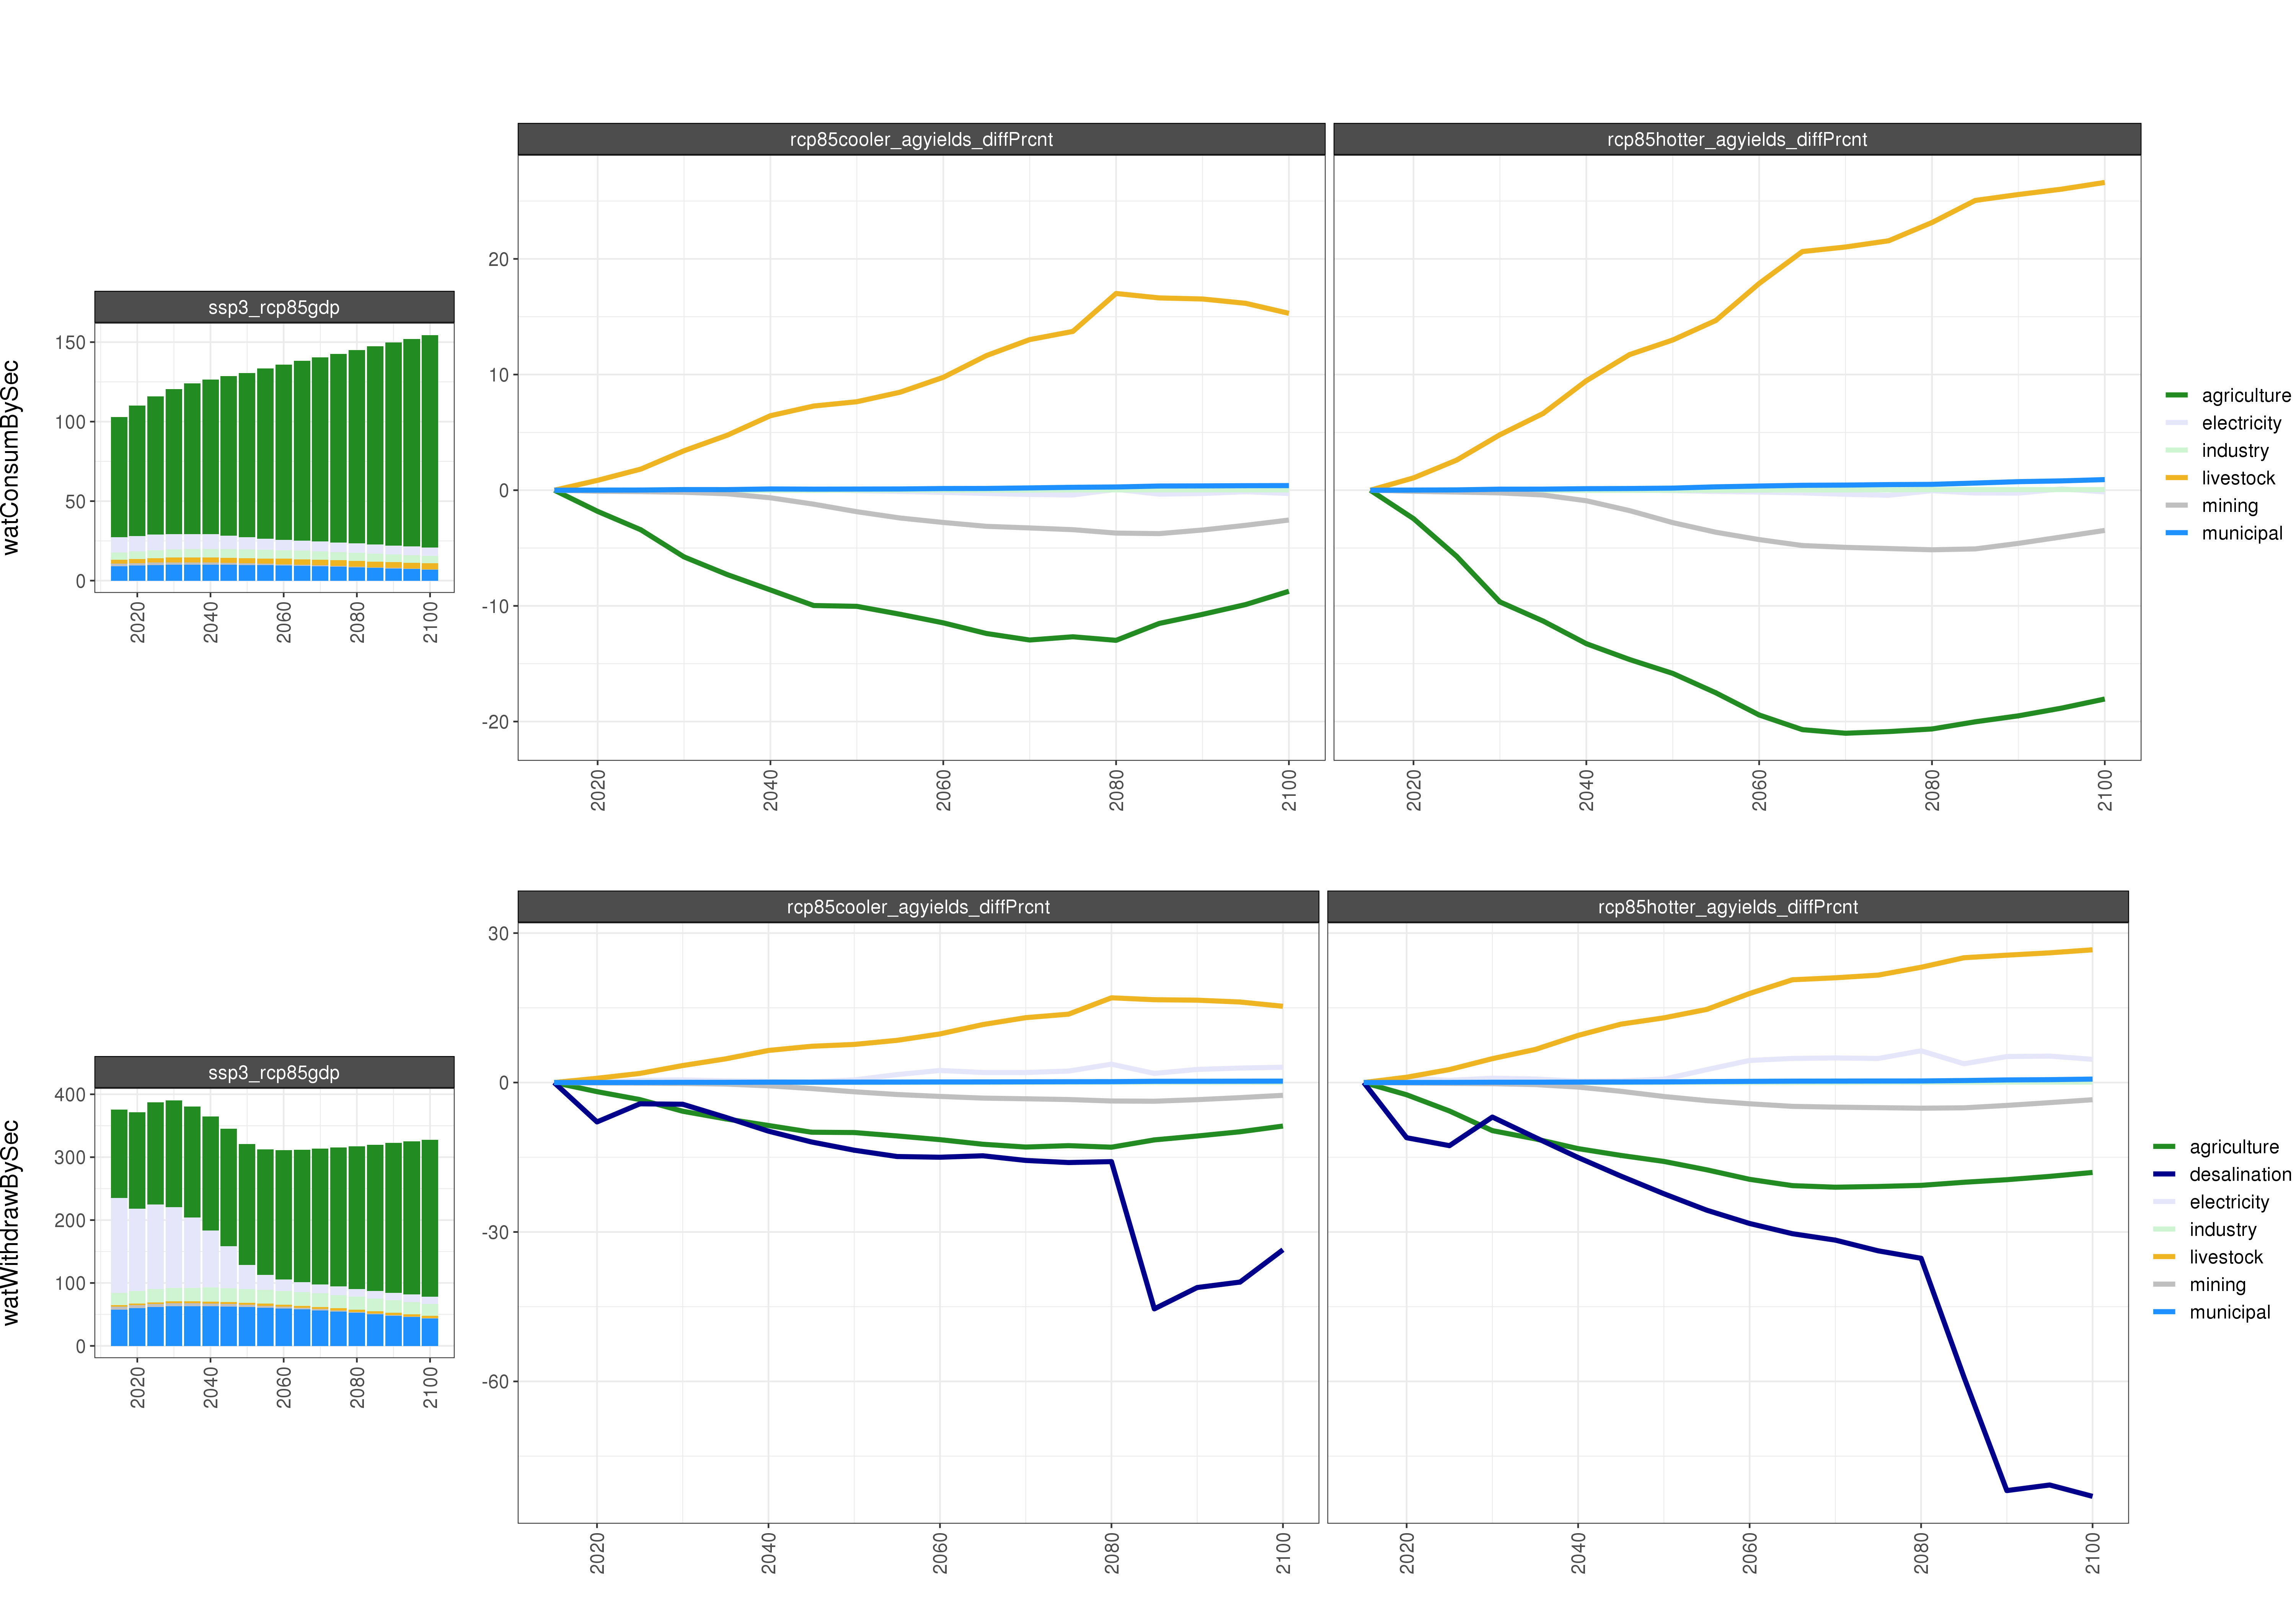 rcp85cooler_agyields_diffPrcnt
rcp85hotter_agyields_diffPrcnt
ssp3_rcp85gdp
watConsumBySec
150
100
50
0
2020
2040
2060
2080
2100
20
10
0
-10
-20
2020
2040
2060
2080
2100
2020
2040
2060
2080
2100
agriculture
electricity
industry
livestock
mining
municipal
rcp85cooler_agyields_diffPrcnt
rcp85hotter_agyields_diffPrcnt
ssp3_rcp85gdp
watWithdrawBySec
400
300
200
100
0
2020
2040
2060
2080
2100
30
0
-30
-60
2020
2040
2060
2080
2100
2020
2040
2060
2080
2100
agriculture
desalination
electricity
industry
livestock
mining
municipal